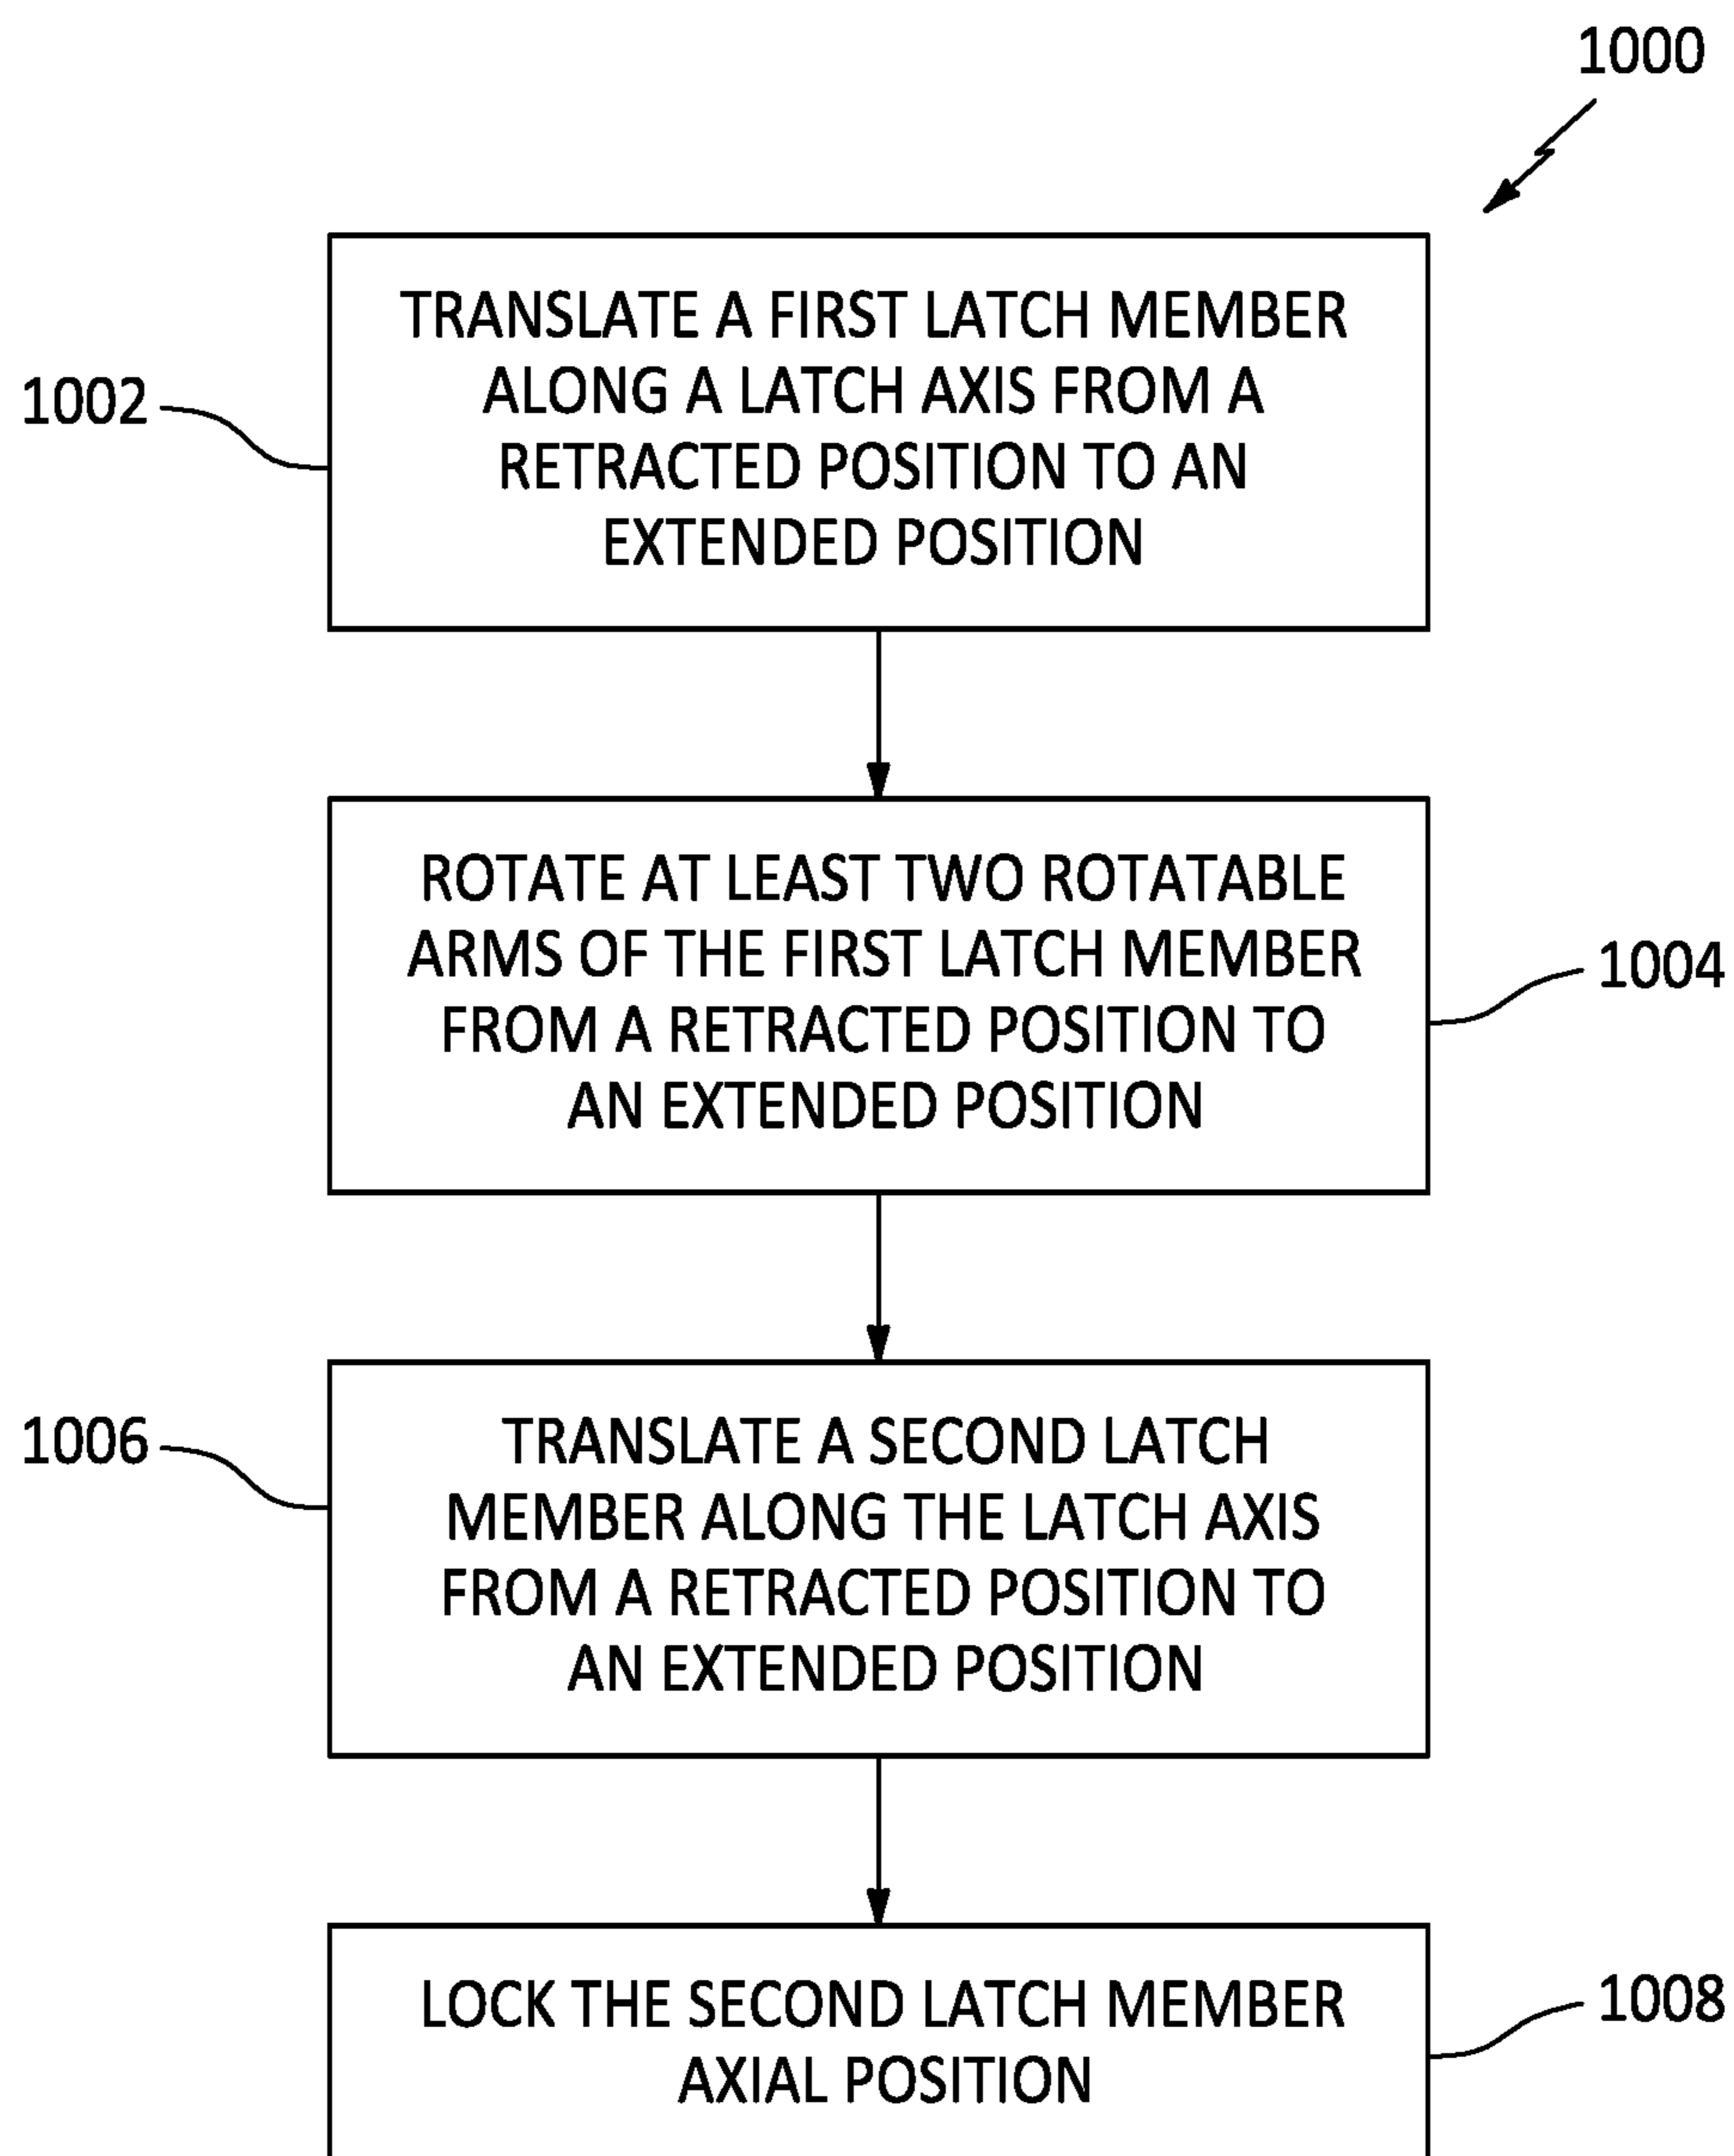 1000
TRANSLATE A FIRST LATCH MEMBER
ALONG A LATCH AXIS FROM A
RETRACTED POSITION TO AN
EXTENDED POSITION
1002
ROTATE AT LEAST TWO ROTATABLE
ARMS OF THE FIRST LATCH MEMBER
FROM A RETRACTED POSITION TO
AN EXTENDED POSITION
1004
TRANSLATE A SECOND LATCH
MEMBER ALONG THE LATCH AXIS
FROM A RETRACTED POSITION TO
AN EXTENDED POSITION
1006
LOCK THE SECOND LATCH MEMBER
AXIAL POSITION
1008